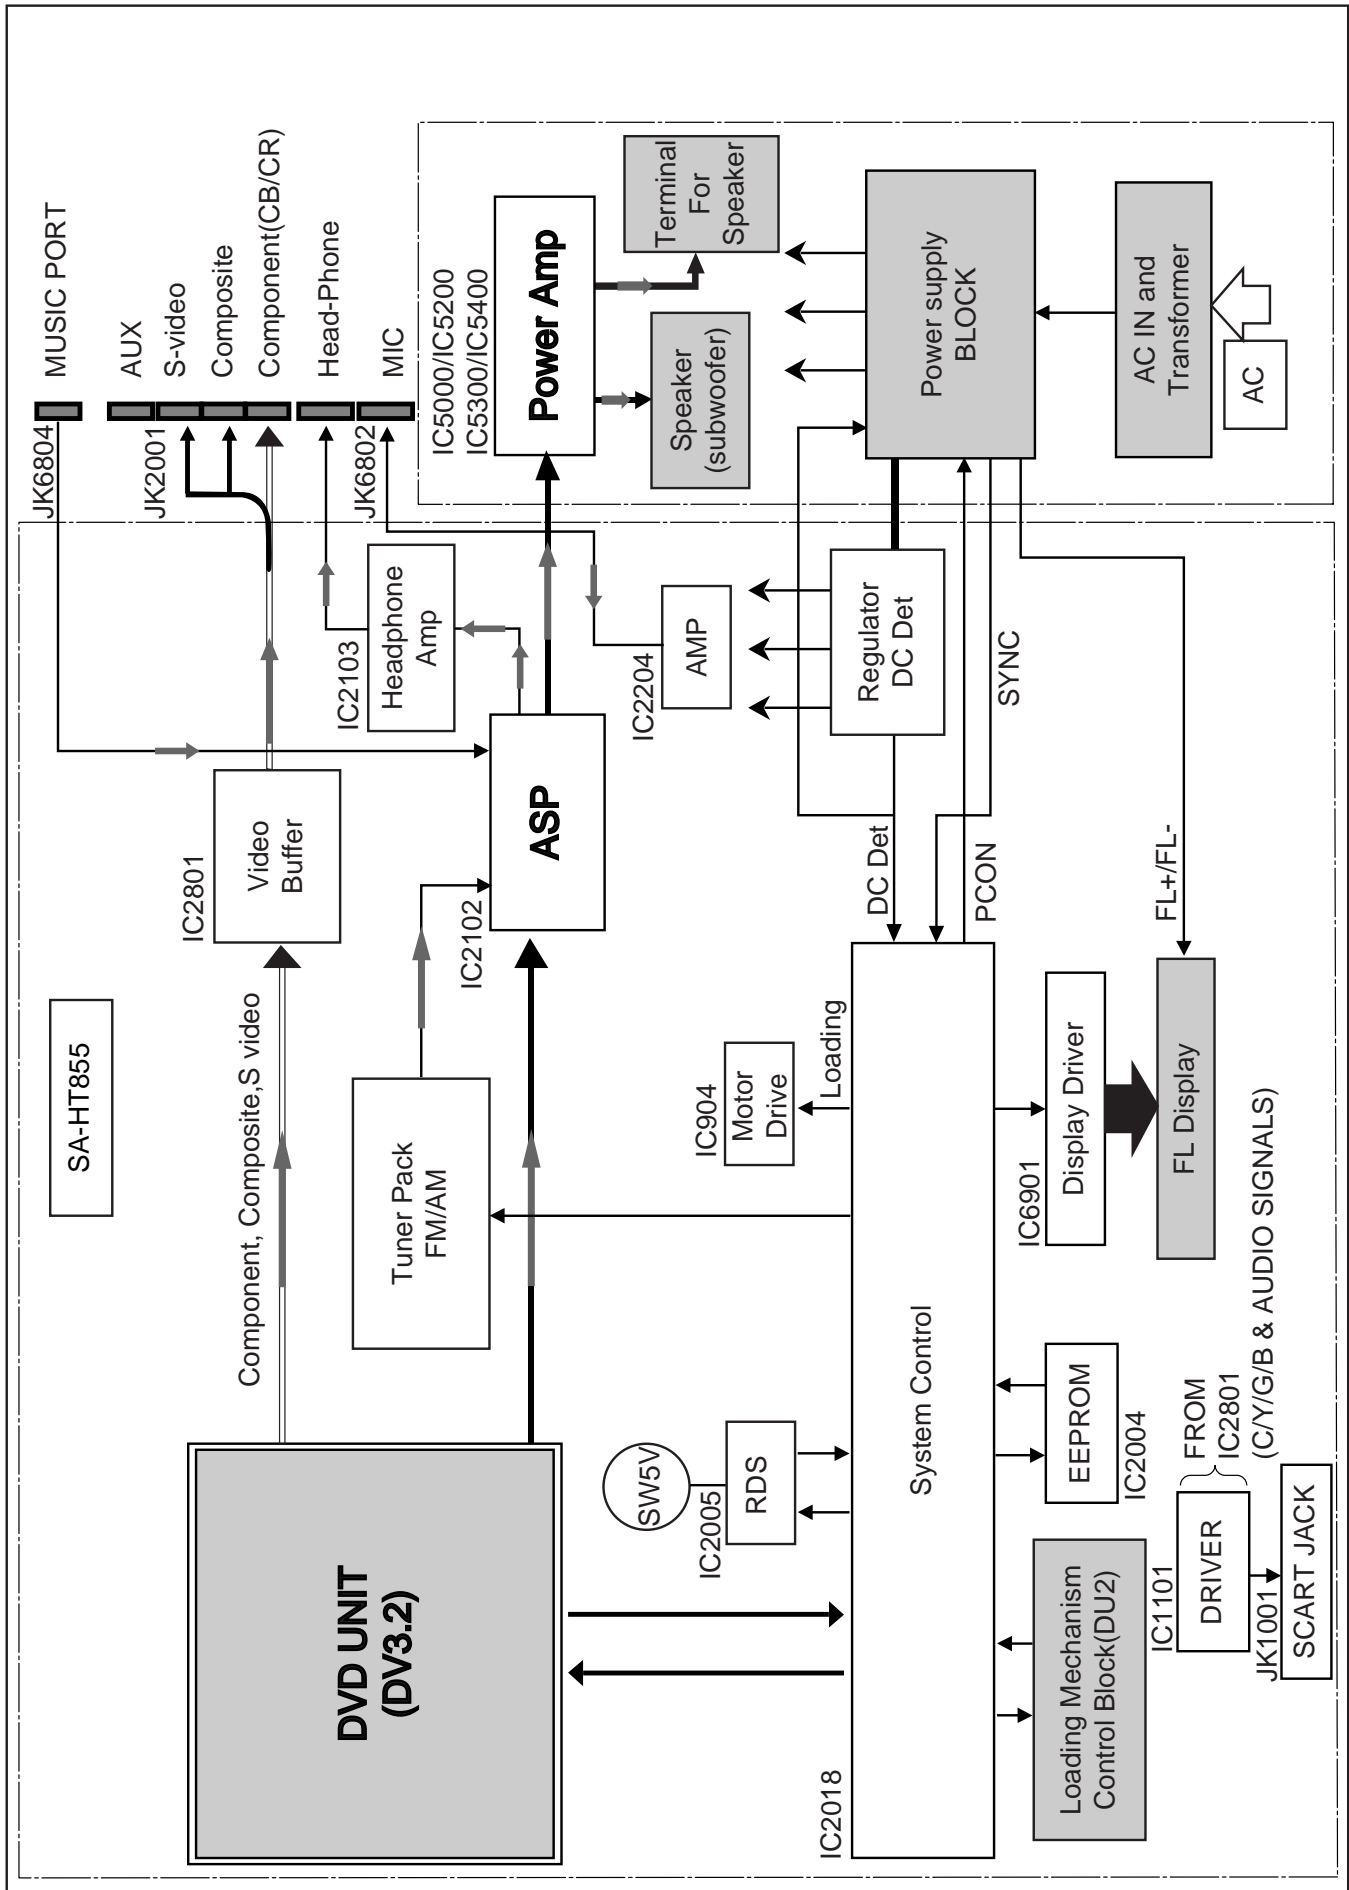 SA-HT855
MUSIC PORT
JK6804
AUX
S-video
JK2001
Composite
Component(CB/CR)
Head-Phone
MIC
JK6802
Component, Composite,S video
IC2801
Video
Buffer
IC2103
Headphone
Amp
DVD UNIT
(DV3.2)
Tuner Pack
FM/AM
IC2102
ASP
IC5000/IC5200
IC5300/IC5400
Power Amp
Terminal
For
Speaker
Speaker
(subwoofer)
IC2204
AMP
SW5V
IC2005
RDS
IC904
Motor
Drive
Loading
Regulator
DC Det
DC Det
Power supply
BLOCK
IC2018
System Control
PCON
SYNC
AC IN and
Transformer
AC
FL+/FL-
Loading Mechanism
Control Block(DU2)
EEPROM
IC2004
IC6901
Display Driver
FL Display
IC1101
DRIVER
FROM
IC2801
(C/Y/G/B & AUDIO SIGNALS)
JK1001
SCART JACK